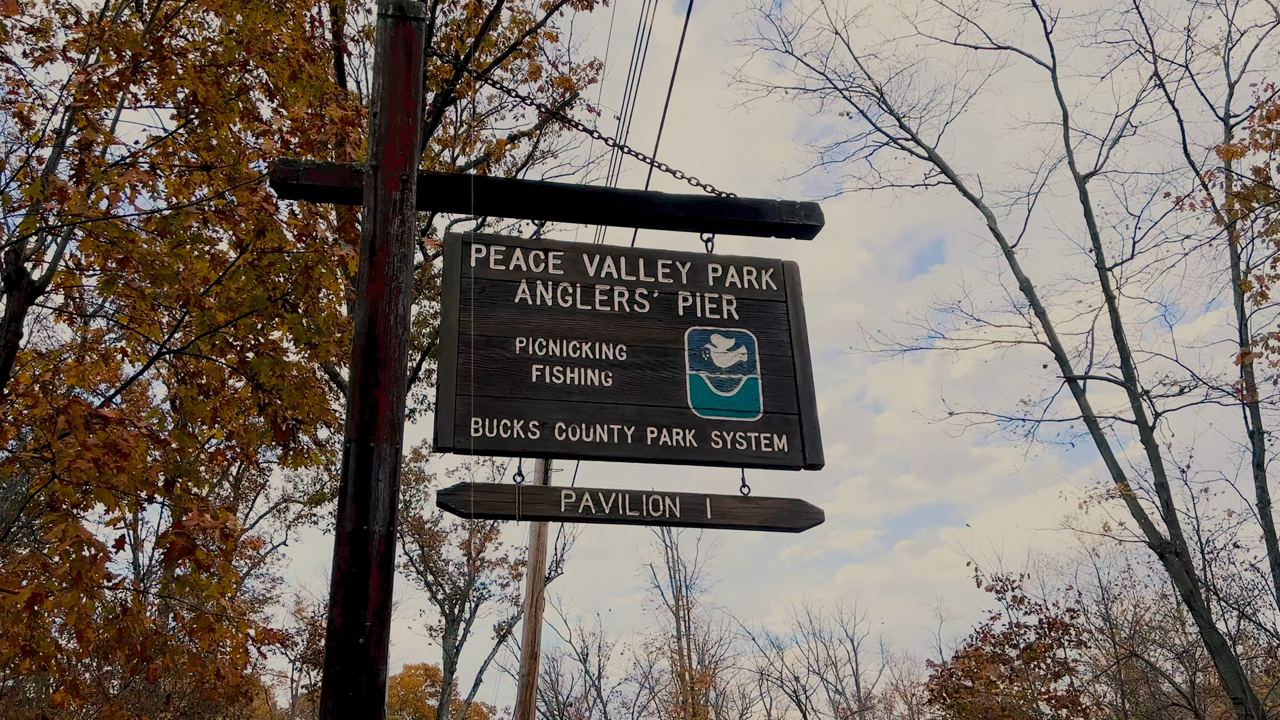 PEACE VALLEY PARK
ANGLERS' PIER
PICNICKING
FISHING
BUCKS COUNTY PARK SYSTEM
PAVILION 1